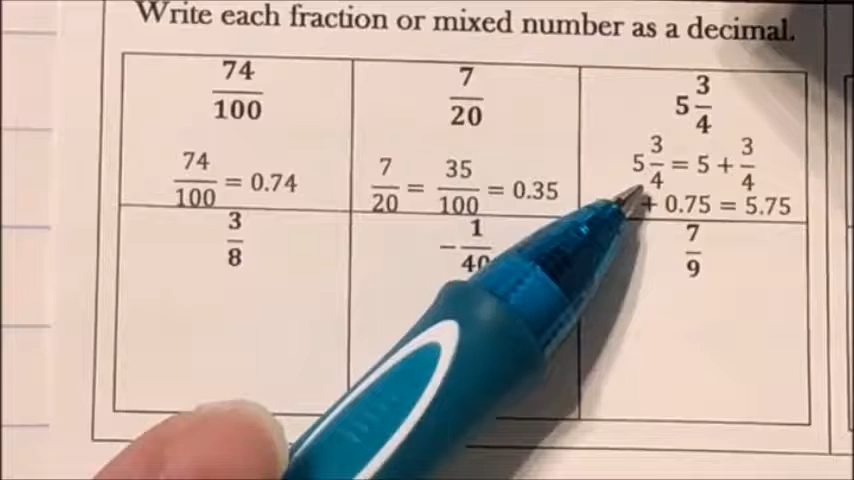 Write each fraction or mixed number as a decimal.
74/100 7/20 5 3/4
74/100 = 0.74 7/20 = 35/100 = 0.35 5 3/4 = 5 + 3/4
+ 0.75 = 5.75
3/8 -1/40 7/9